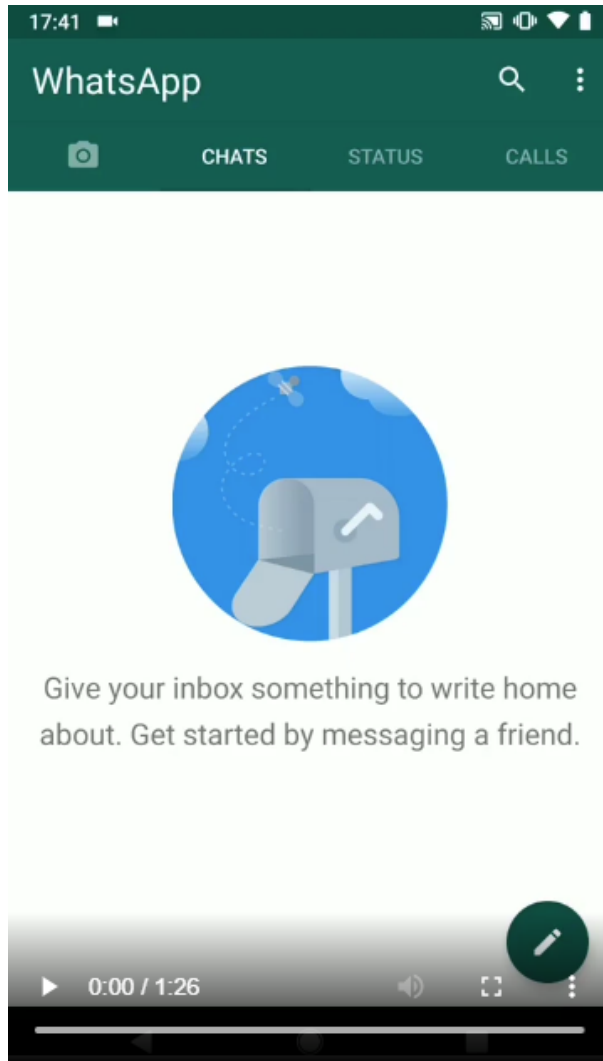 17:41
WhatsApp
CHATS STATUS CALLS
Give your inbox something to write home
about. Get started by messaging a friend.
0:00 / 1:26